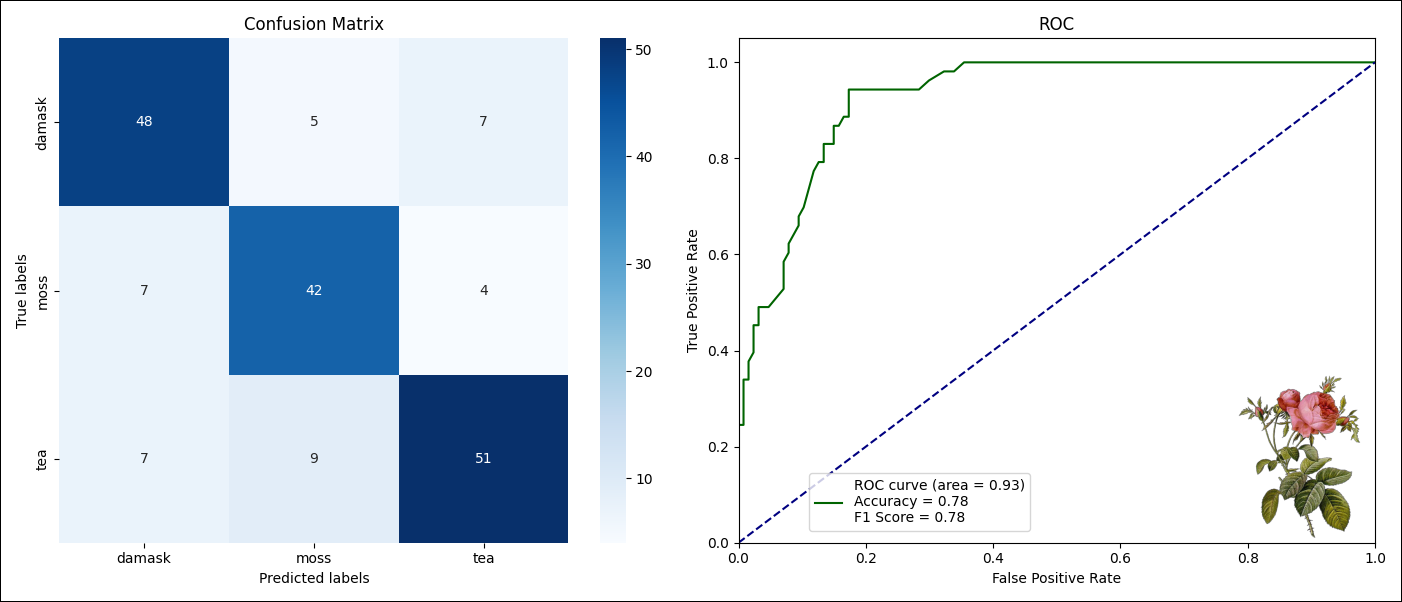 Confusion Matrix
damask
moss
tea
True labels
48 5 7
7 42 4
7 9 51
damask moss tea
Predicted labels
50
40
30
20
10
ROC
True Positive Rate
1.0
0.8
0.6
0.4
0.2
0.0
ROC curve (area = 0.93)
Accuracy = 0.78
F1 Score = 0.78
0.0 0.2 0.4 0.6 0.8 1.0
False Positive Rate